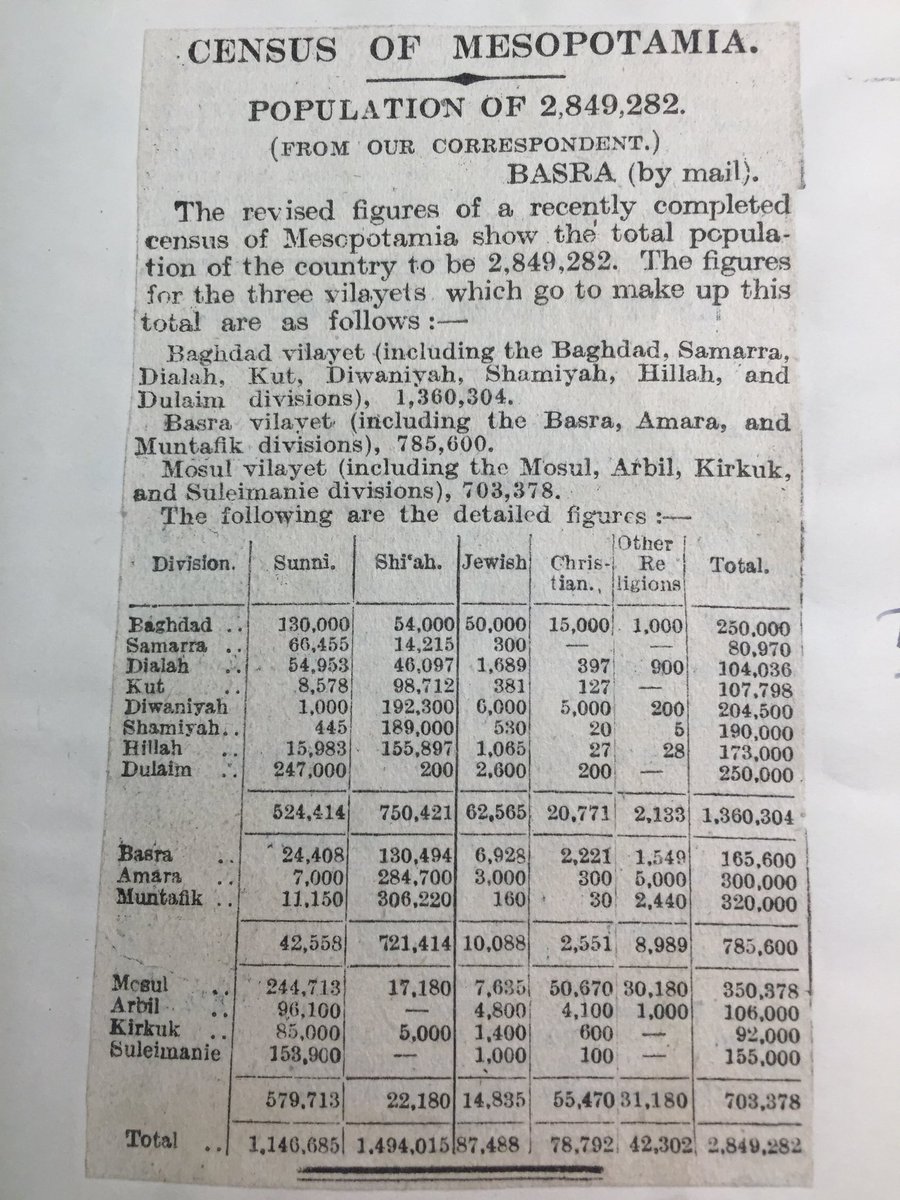 CENSUS OF MESOPOTAMIA.
POPULATION OF 2,849,282.
(FROM OUR CORRESPONDENT.)
BASRA (by mail).
The revised figures of a recently completed
census of Mesopotamia show the total popula-
tion of the country to be 2,849,282. The figures
for the three vilayets which go to make up this
total are as follows :—
Baghdad vilayet (including the Baghdad, Samarra,
Dialah, Kut, Diwaniyah, Shamiyah, Hillah, and
Dulaim divisions), 1,360,304.
Basra vilayet (including the Basra, Amara, and
Muntafik divisions), 785,600.
Mosul vilayet (including the Mosul, Arbil, Kirkuk,
and Suleimanie divisions), 703,378.
The following are the detailed figures :—
Division. Sunni. Shi'ah. Jewish Chris-tian. Other Re ligions Total.
Baghdad .. 130,000 54,000 50,000 15,000 1,000 250,000
Samarra .. 66,455 14,215 300 — — 80,970
Dialah .. 54,953 46,097 1,689 397 900 104,036
Kut .. 8,578 98,712 381 127 — 107,798
Diwaniyah 1,000 192,300 6,000 5,000 200 204,500
Shamiyah.. 445 189,000 530 20 5 190,000
Hillah .. 15,983 155,897 1,065 27 28 173,000
Dulaim .. 247,000 200 2,600 200 — 250,000
524,414 750,421 62,565 20,771 2,133 1,360,304
Basra .. 24,408 130,494 6,928 2,221 1,549 165,600
Amara .. 7,000 284,700 3,000 300 5,000 300,000
Muntafik .. 11,150 306,220 160 30 2,440 320,000
42,558 721,414 10,088 2,551 8,989 785,600
Mosul .. 244,713 17,180 7,635 50,670 30,180 350,378
Arbil .. 96,100 — 4,800 4,100 1,000 106,000
Kirkuk .. 85,000 5,000 1,400 600 — 92,000
Suleimanie 153,900 — 1,000 100 — 155,000
579,713 22,180 14,835 55,470 31,180 703,378
Total .. 1,146,685 1,494,015 87,488 78,792 42,302 2,849,282